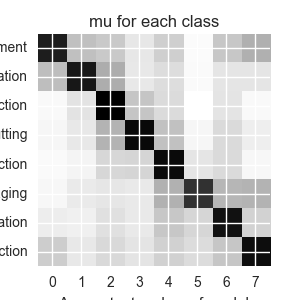 mu for each class
ment
ation
ction
tting
ction
ging
ation
ction
0 1 2 3 4 5 6 7